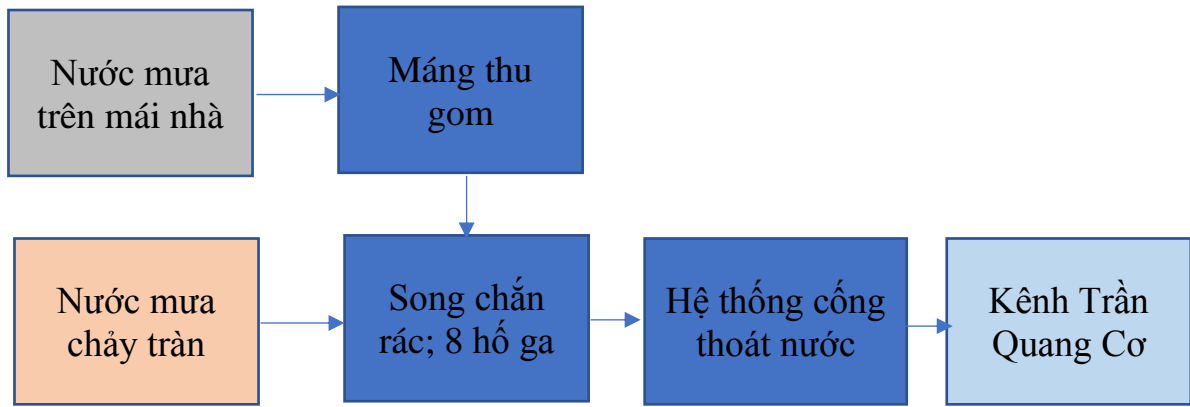 Nước mưa
trên mái nhà
Máng thu
gom
Nước mưa
chảy tràn
Song chắn
rác; 8 hố ga
Hệ thống cống
thoát nước
Kênh Trần
Quang Cơ